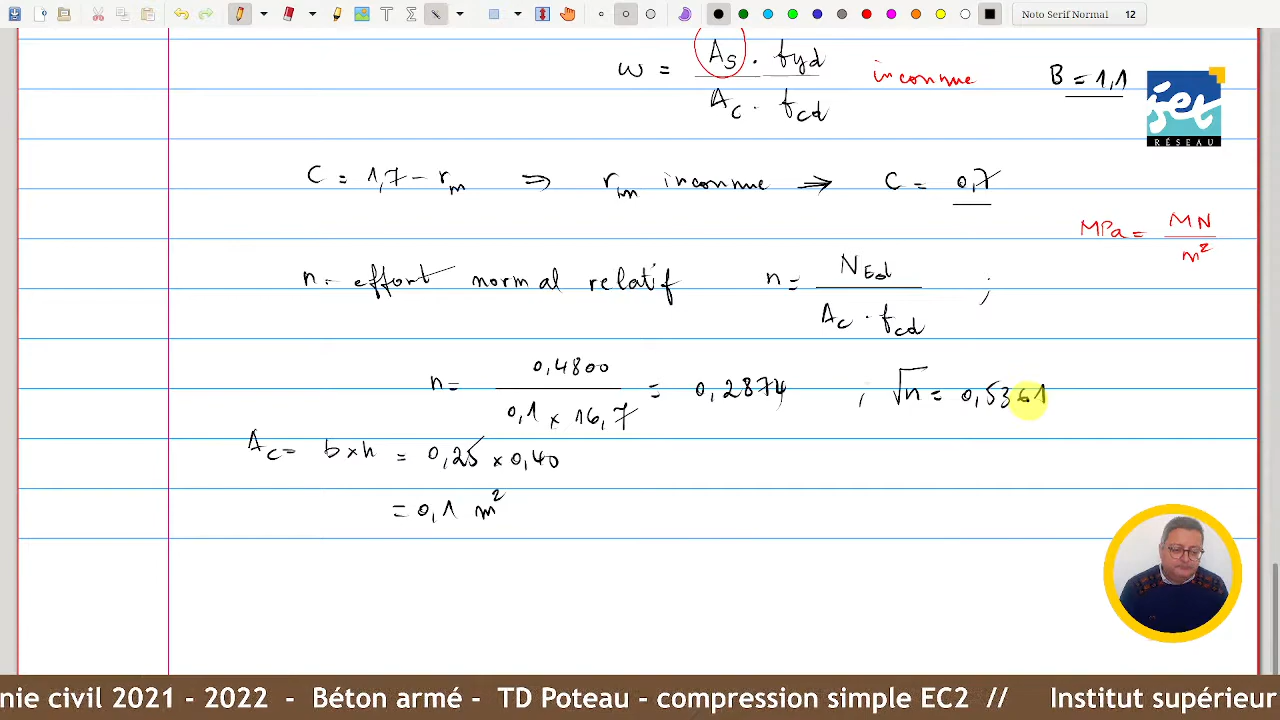 Noto Serif Normal 12
ω = As . fyd / Ac . fcd inconnue B = 1,1
jset
RÉSEAU
C = 1,7 - rm ⇒ rm inconnue ⇒ C = 0,7
MPa = MN / m²
n = effort normal relatif n = NEd / Ac . fcd ;
n = 0,4800 / 0,1 × 16,7 = 0,2874 ; √n = 0,5361
Ac = b×h = 0,25 × 0,40
= 0,1 m²
nie civil 2021 - 2022 - Béton armé - TD Poteau - compression simple EC2 // Institut supérieur